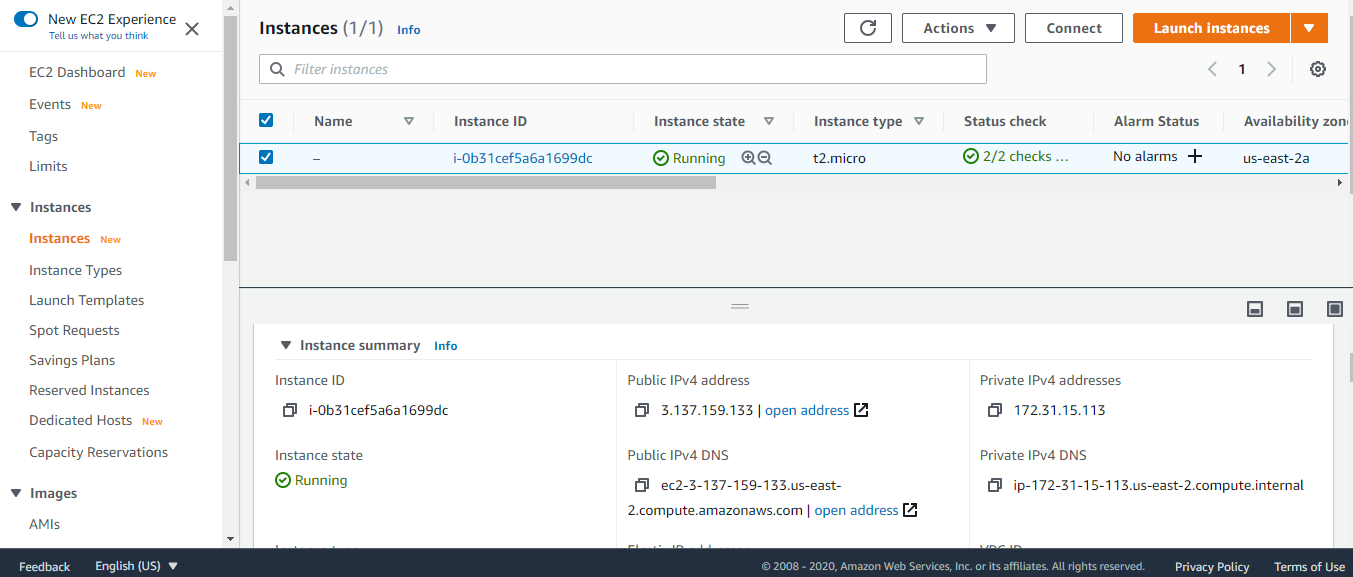 New EC2 Experience
Tell us what you think
EC2 Dashboard New
Events New
Tags
Limits
Instances
Instances New
Instance Types
Launch Templates
Spot Requests
Savings Plans
Reserved Instances
Dedicated Hosts New
Capacity Reservations
Images
AMIs
Instances (1/1) Info
Actions
Connect
Launch instances
Filter instances
1
Name Instance ID Instance state Instance type Status check Alarm Status Availability zon
– i-0b31cef5a6a1699dc Running t2.micro 2/2 checks ... No alarms + us-east-2a
Instance summary Info
Instance ID
i-0b31cef5a6a1699dc
Public IPv4 address
3.137.159.133 | open address
Private IPv4 addresses
172.31.15.113
Instance state
Running
Public IPv4 DNS
ec2-3-137-159-133.us-east-
2.compute.amazonaws.com | open address
Private IPv4 DNS
ip-172-31-15-113.us-east-2.compute.internal
Feedback English (US) © 2008 - 2020, Amazon Web Services, Inc. or its affiliates. All rights reserved. Privacy Policy Terms of Use